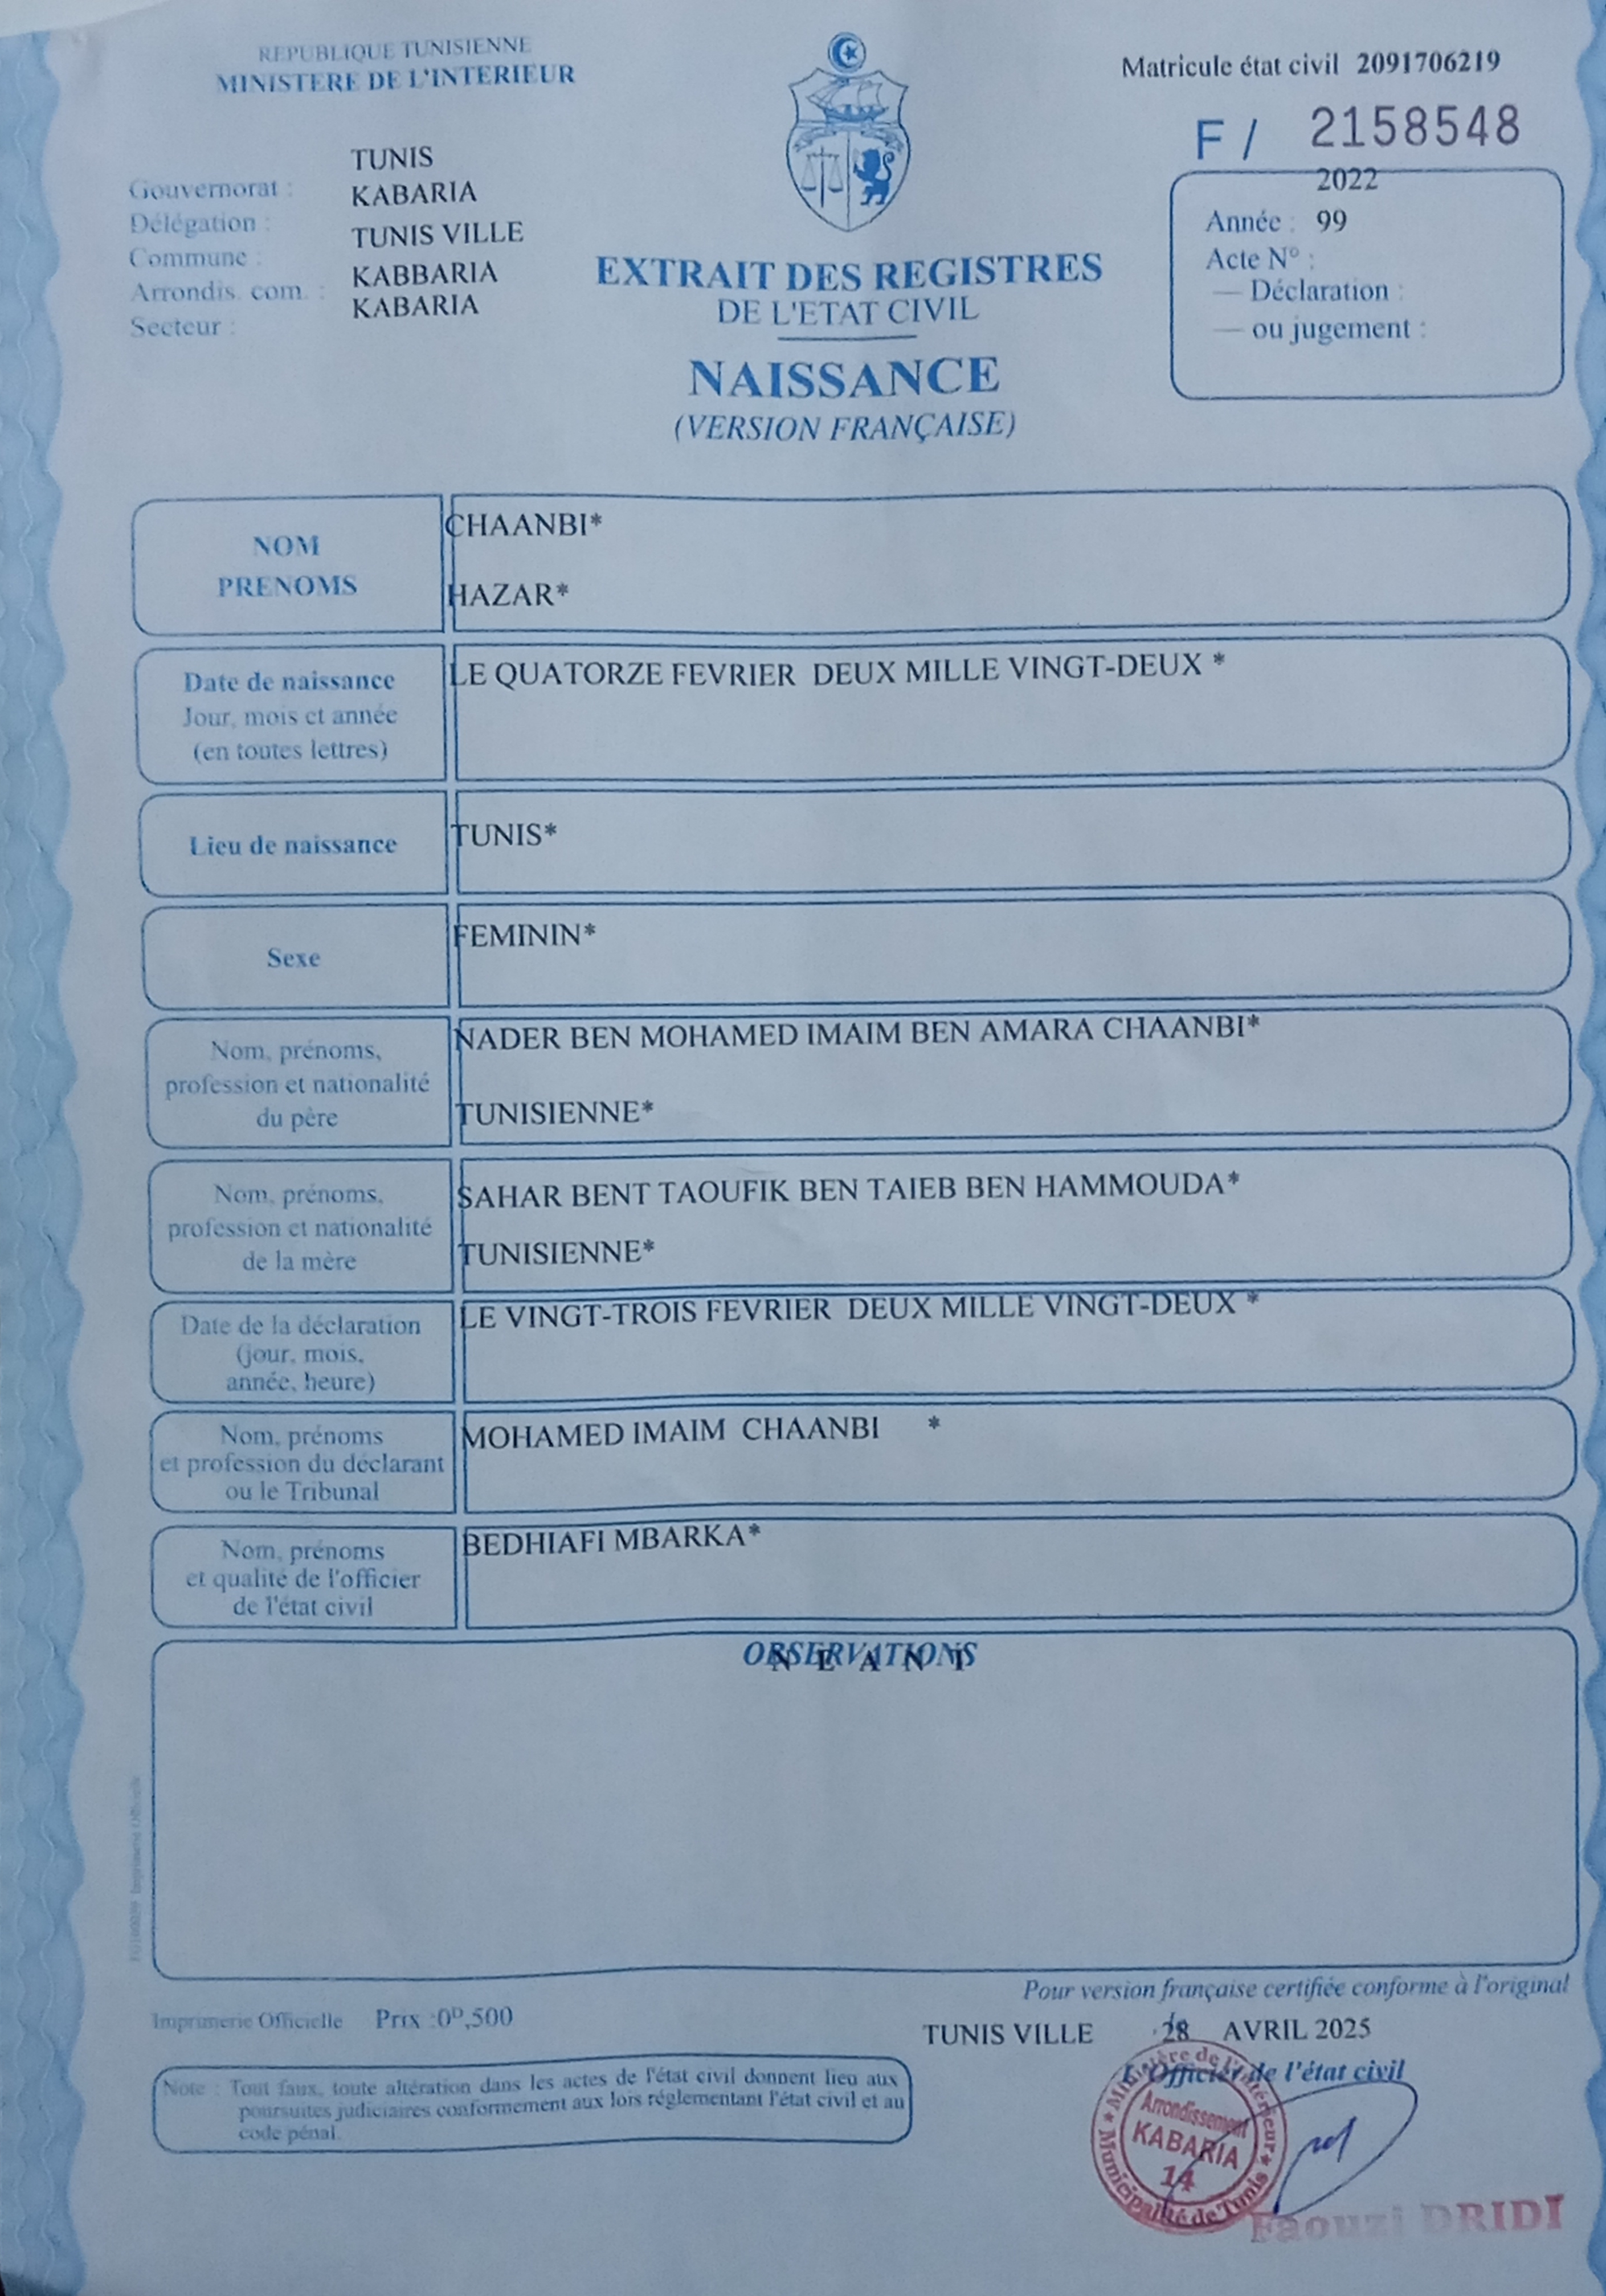 REPUBLIQUE TUNISIENNE
MINISTERE DE L'INTERIEUR
Matricule état civil 2091706219
F / 2158548
Gouvernorat : TUNIS
Délégation : KABARIA
Commune : TUNIS VILLE
Arrondis. com. : KABBARIA
Secteur : KABARIA
2022
Année : 99
Acte N° :
— Déclaration :
— ou jugement :
EXTRAIT DES REGISTRES
DE L'ETAT CIVIL
NAISSANCE
(VERSION FRANÇAISE)
NOM
PRENOMS
CHAANBI*
HAZAR*
Date de naissance
Jour, mois et année
(en toutes lettres)
LE QUATORZE FEVRIER DEUX MILLE VINGT-DEUX *
Lieu de naissance
TUNIS*
Sexe
FEMININ*
Nom, prénoms,
profession et nationalité
du père
NADER BEN MOHAMED IMAIM BEN AMARA CHAANBI*
TUNISIENNE*
Nom, prénoms,
profession et nationalité
de la mère
SAHAR BENT TAOUFIK BEN TAIEB BEN HAMMOUDA*
TUNISIENNE*
Date de la déclaration
(jour, mois,
année, heure)
LE VINGT-TROIS FEVRIER DEUX MILLE VINGT-DEUX *
Nom, prénoms
et profession du déclarant
ou le Tribunal
MOHAMED IMAIM CHAANBI *
Nom, prénoms
et qualité de l'officier
de l'état civil
BEDHIAFI MBARKA*
OBSERVATIONS
N E A N T
Pour version française certifiée conforme à l'original
Imprimerie Officielle Prix :0ᴰ,500
TUNIS VILLE 28 AVRIL 2025
L'Officier de l'état civil
Note : Tout faux, toute altération dans les actes de l'état civil donnent lieu aux
poursuites judiciaires conformement aux lois réglementant l'état civil et au
code pénal.
★ Ministère de l'Intérieur ★
Arrondissement
KABARIA
14
Municipalité de Tunis
Faouzi DRIDI